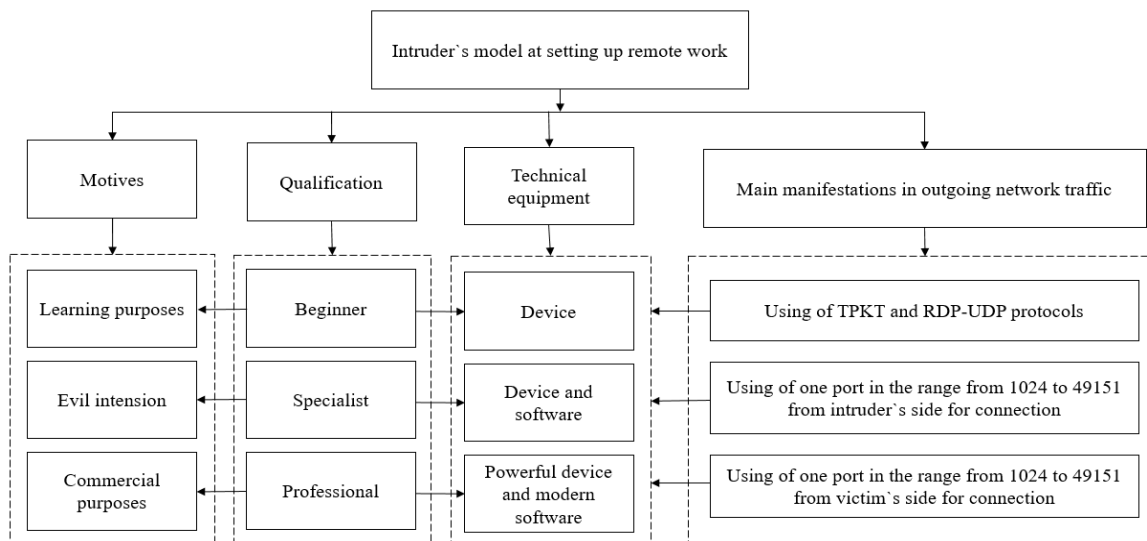 Intruder`s model at setting up remote work
Motives
Qualification
Technical
equipment
Main manifestations in outgoing network traffic
Learning purposes
Beginner
Device
Using of TPKT and RDP-UDP protocols
Evil intension
Specialist
Device and
software
Using of one port in the range from 1024 to 49151
from intruder`s side for connection
Commercial
purposes
Professional
Powerful device
and modern
software
Using of one port in the range from 1024 to 49151
from victim`s side for connection